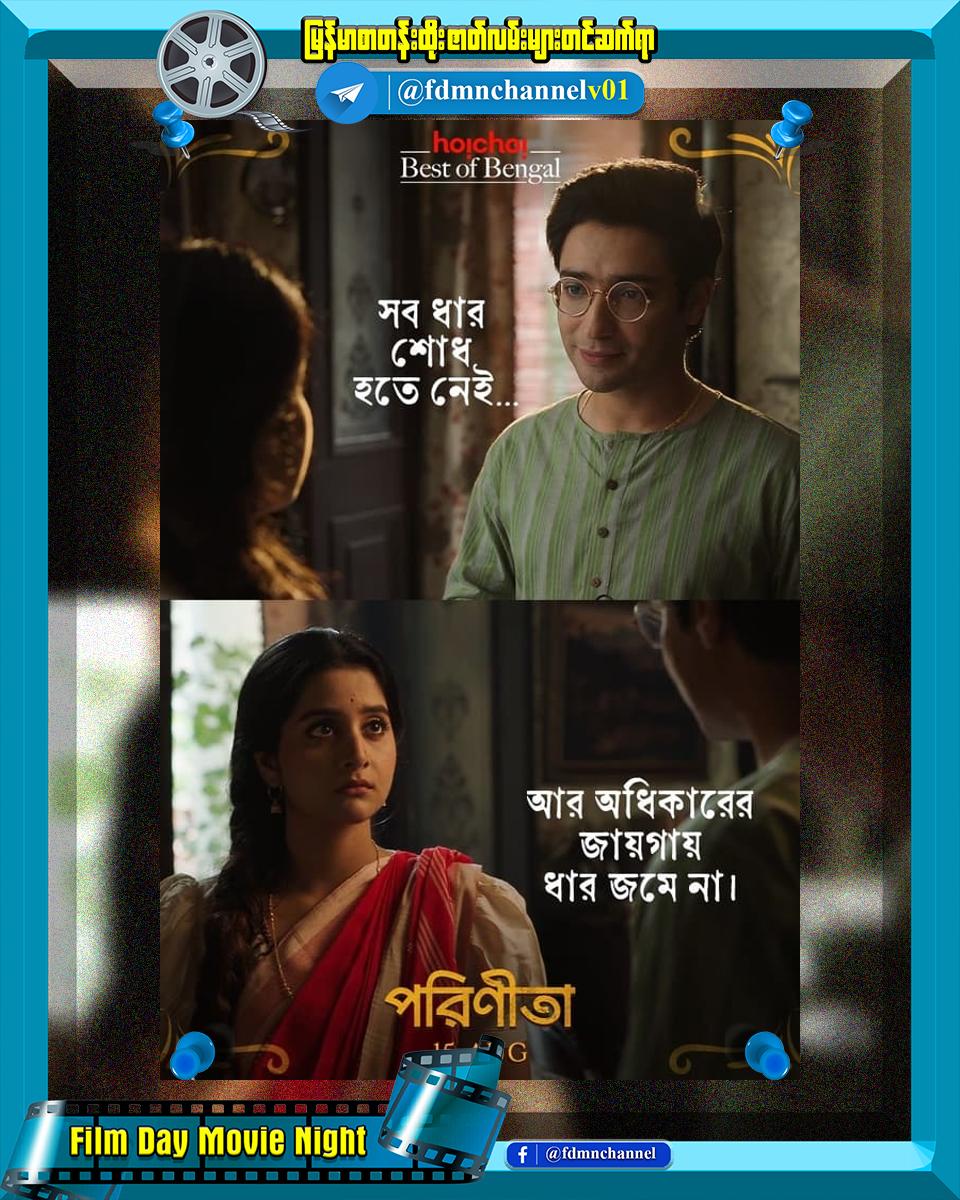 မြန်မာစာတန်းထိုးဇာတ်လမ်းများတင်ဆက်ရာ
@fdmnchannelv01
hoichoi
Best of Bengal
সব ধার
শোধ
হতে নেই...
আর অধিকারের
জায়গায়
ধার জমে না।
পরিণীতা
Film Day Movie Night
@fdmnchannel